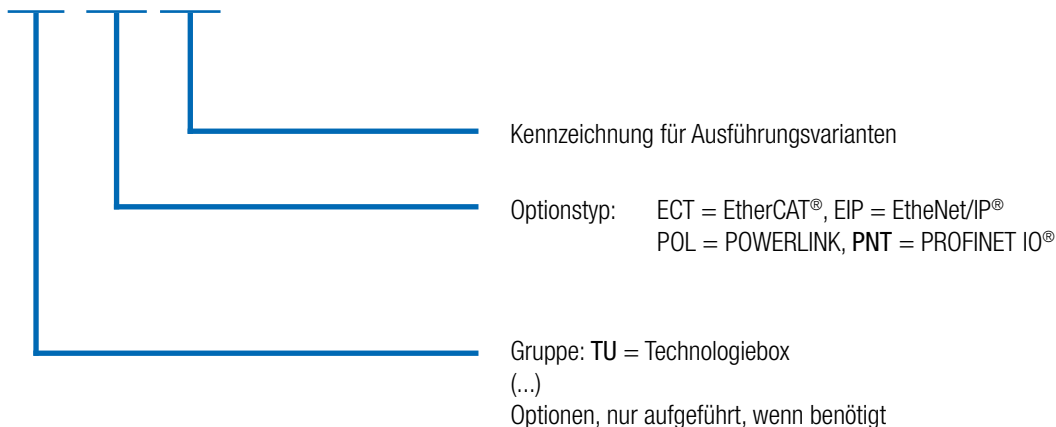 Kennzeichnung für Ausführungsvarianten
Optionstyp: ECT = EtherCAT®, EIP = EtheNet/IP®
POL = POWERLINK, PNT = PROFINET IO®
Gruppe: TU = Technologiebox
(...)
Optionen, nur aufgeführt, wenn benötigt